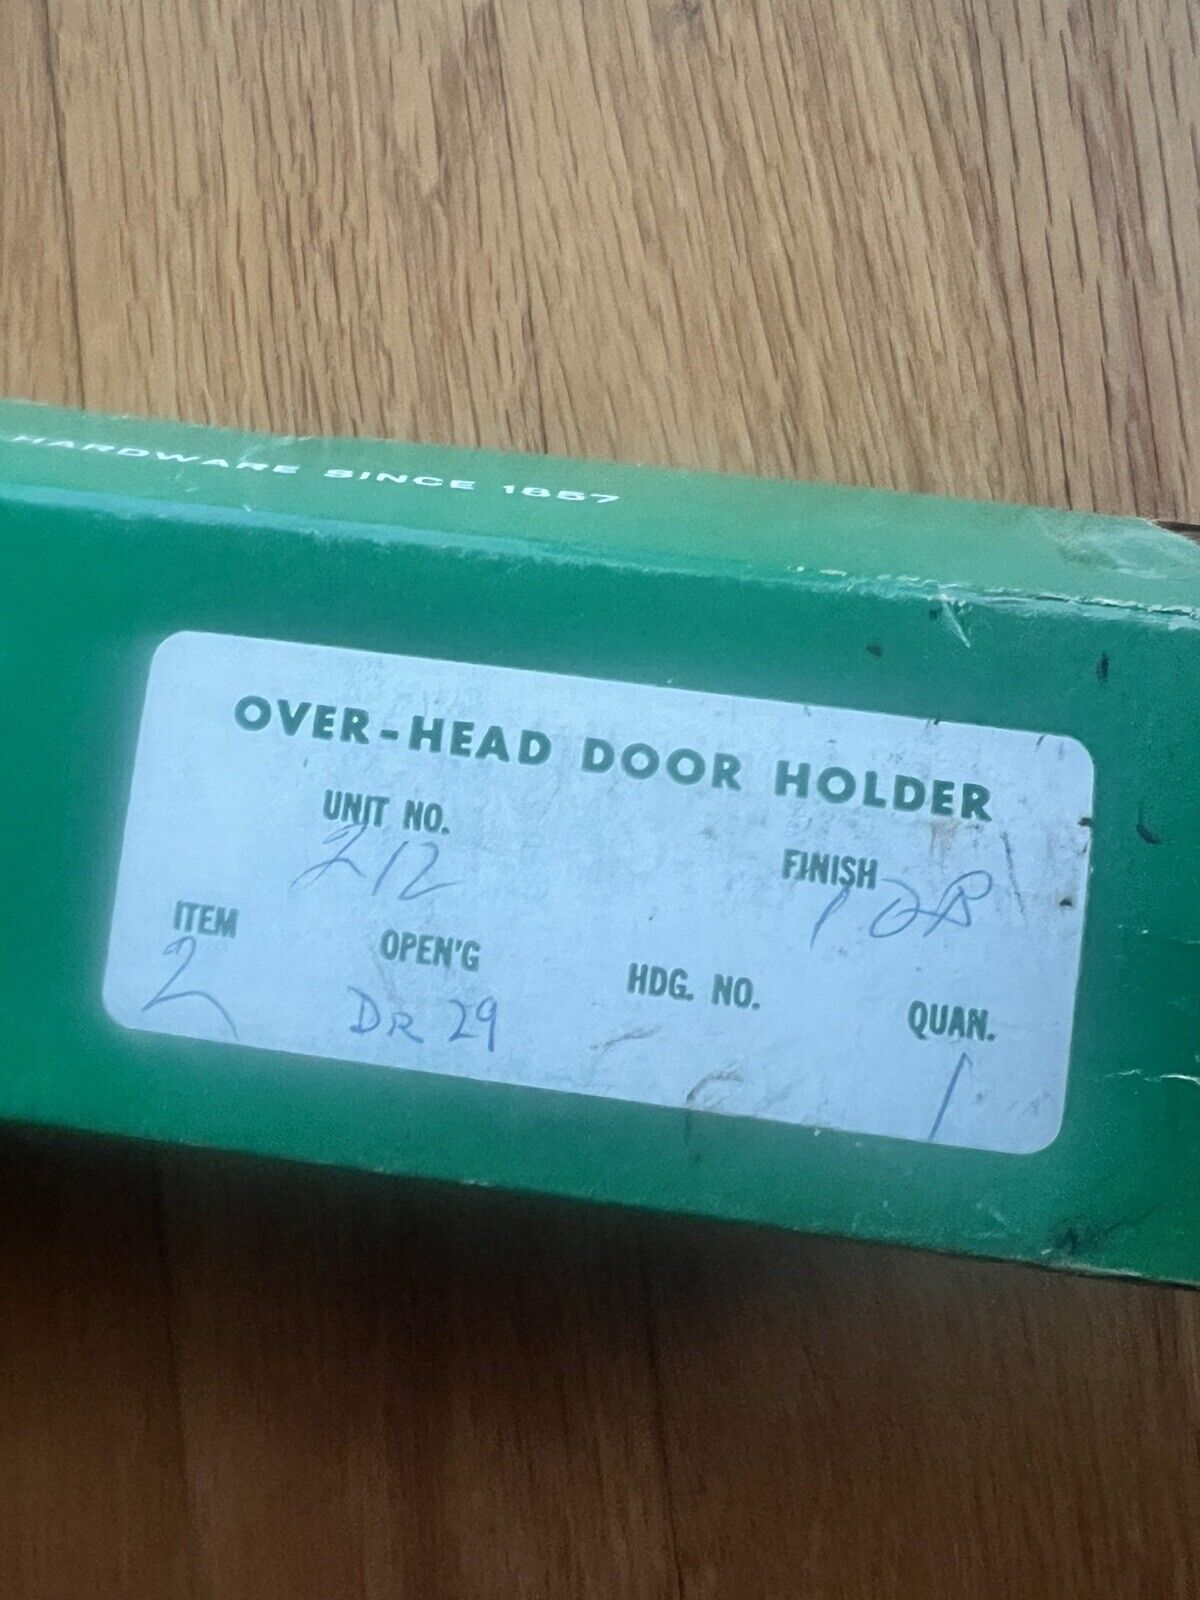 HARDWARE SINCE 1857
OVER-HEAD DOOR HOLDER
UNIT NO.
212
FINISH
10B
ITEM
2
OPEN'G
DR 29
HDG. NO.
QUAN.
1